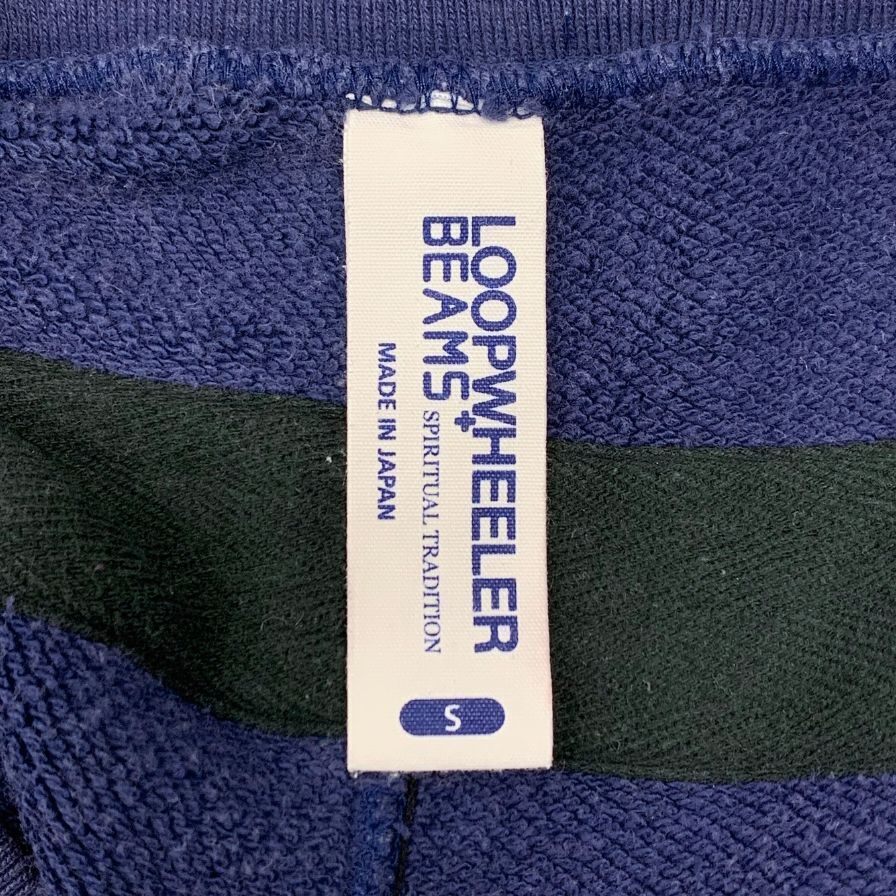 LOOPWHEELER
+
BEAMS SPIRITUAL TRADITION
MADE IN JAPAN
S